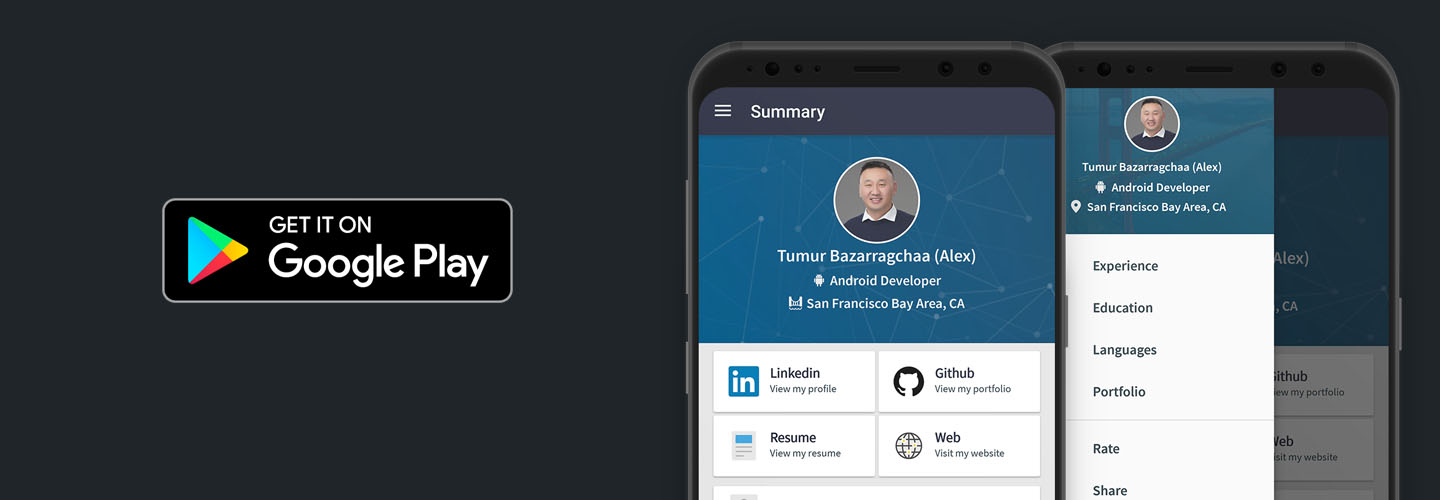 GET IT ON
Google Play
Summary
Tumur Bazarragchaa (Alex)
Android Developer
San Francisco Bay Area, CA
Linkedin
View my profile
Github
View my portfolio
Resume
View my resume
Web
Visit my website
Tumur Bazarragchaa (Alex)
Android Developer
San Francisco Bay Area, CA
Experience
Education
Languages
Portfolio
Rate
Share
Alex)
, CA
Github
iew my portfolio
Web
isit my website